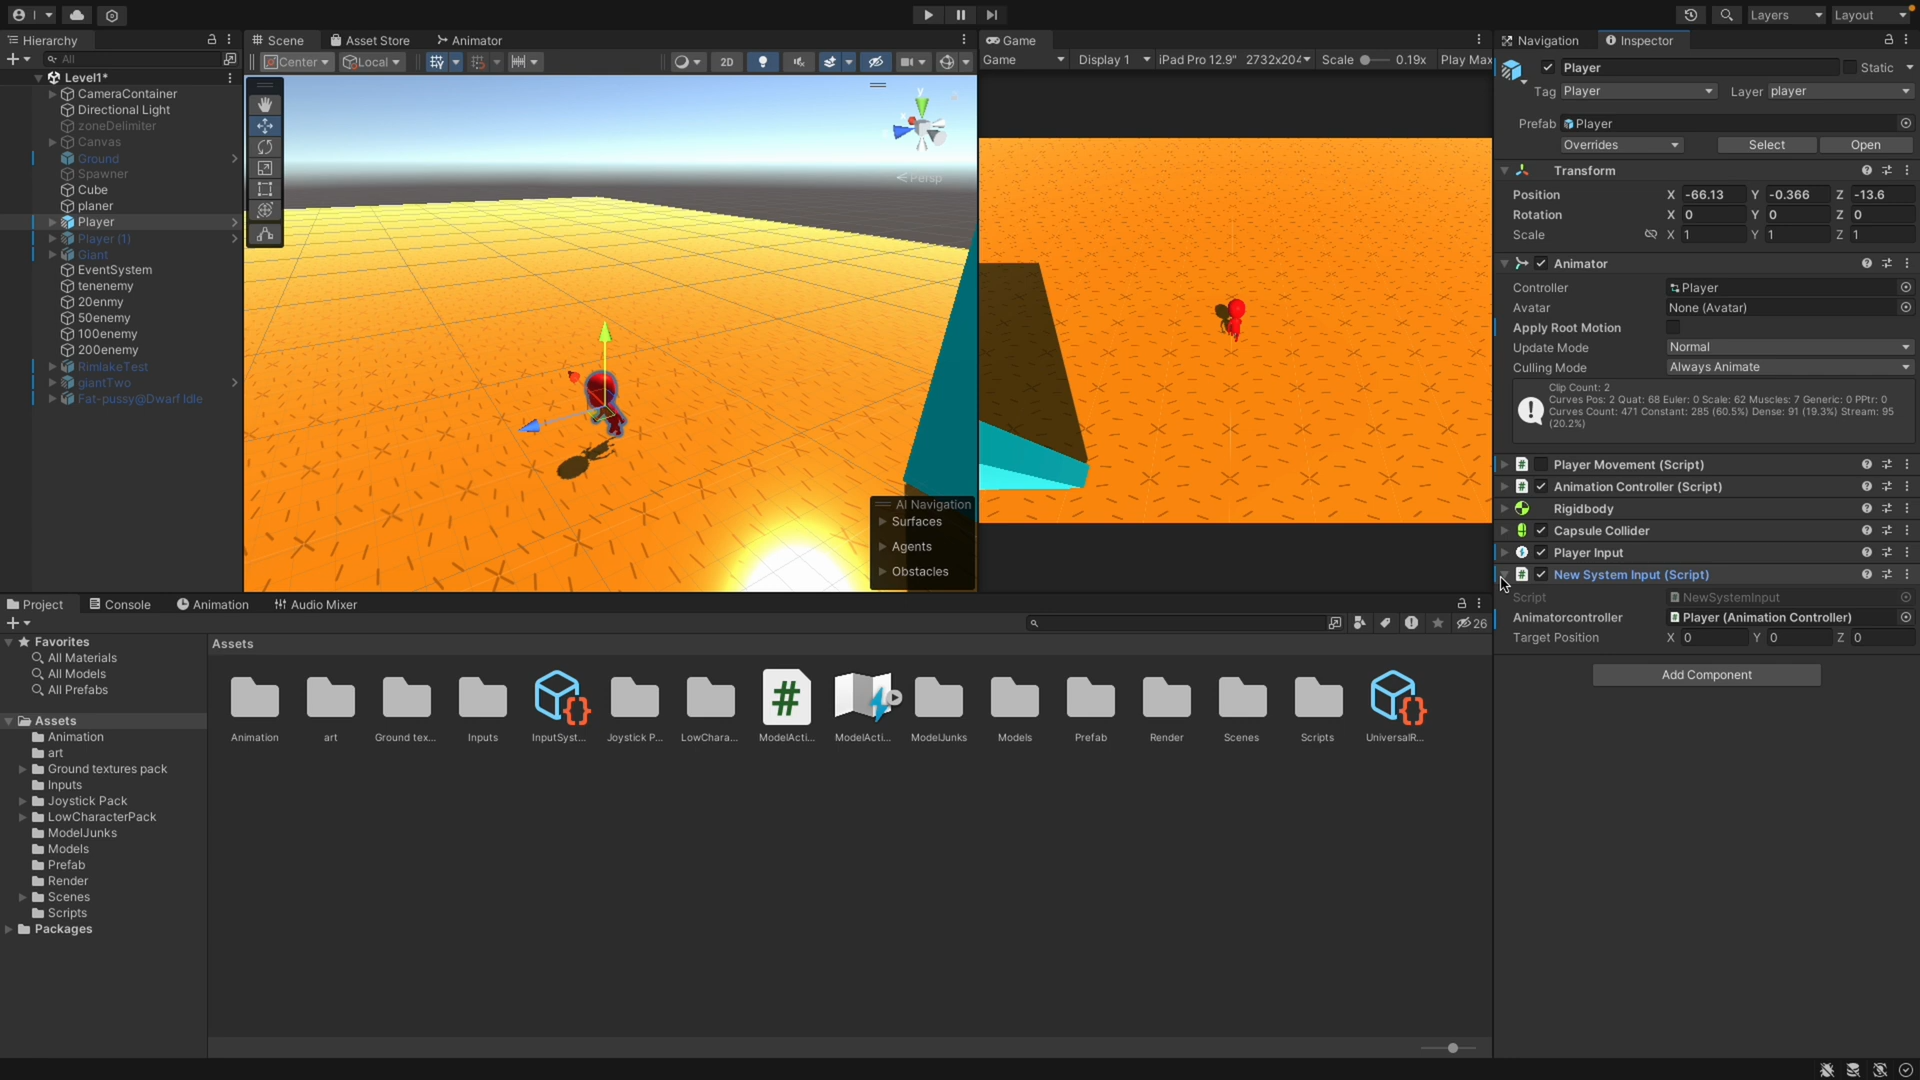 Layers
Layout
Hierarchy
All
Level1*
CameraContainer
Directional Light
zoneDelimiter
Canvas
Ground
Spawner
Cube
planer
Player
Player (1)
Giant
EventSystem
tenenemy
20enmy
50enemy
100enemy
200enemy
RimlakeTest
giantTwo
Fat-pussy@Dwarf Idle
Scene
Asset Store
Animator
Center
Local
2D
y
x
Persp
AI Navigation
Surfaces
Agents
Obstacles
Game
Game
Display 1
iPad Pro 12.9" 2732x204
Scale
0.19x
Play Max
Navigation
Inspector
Player
Static
Tag
Player
Layer
player
Prefab
Player
Overrides
Select
Open
Transform
Position X -66.13 Y -0.366 Z -13.6
Rotation X 0 Y 0 Z 0
Scale X 1 Y 1 Z 1
Animator
Controller Player
Avatar None (Avatar)
Apply Root Motion
Update Mode Normal
Culling Mode Always Animate
Clip Count: 2
Curves Pos: 2 Quat: 68 Euler: 0 Scale: 62 Muscles: 7 Generic: 0 PPtr: 0
Curves Count: 471 Constant: 285 (60.5%) Dense: 91 (19.3%) Stream: 95
(20.2%)
Player Movement (Script)
Animation Controller (Script)
Rigidbody
Capsule Collider
Player Input
New System Input (Script)
Script NewSystemInput
Animatorcontroller Player (Animation Controller)
Target Position X 0 Y 0 Z 0
Add Component
Project
Console
Animation
Audio Mixer
26
Favorites
All Materials
All Models
All Prefabs
Assets
Animation
art
Ground textures pack
Inputs
Joystick Pack
LowCharacterPack
ModelJunks
Models
Prefab
Render
Scenes
Scripts
Packages
Assets
Animation
art
Ground tex...
Inputs
InputSyst...
Joystick P...
LowChara...
ModelActi...
ModelActi...
ModelJunks
Models
Prefab
Render
Scenes
Scripts
UniversalR...